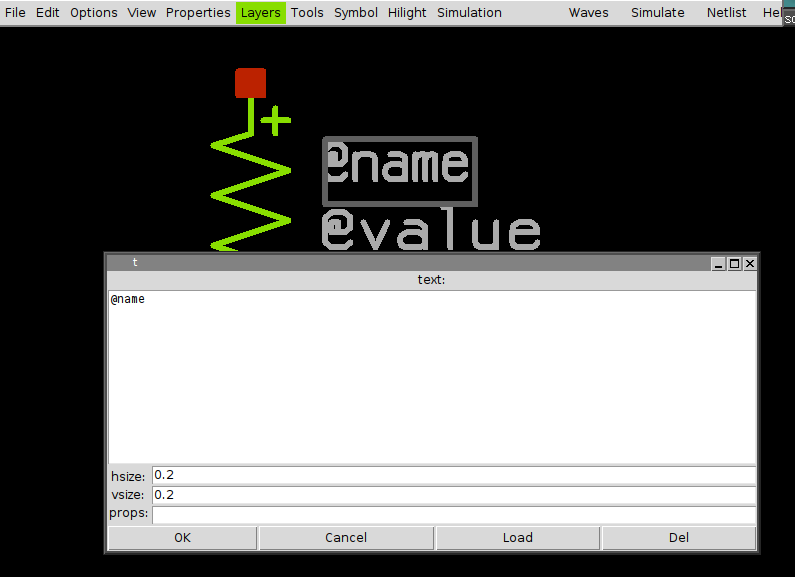 File Edit Options View Properties Layers Tools Symbol Hilight Simulation Waves Simulate Netlist
@name
@value
t
text:
@name
hsize: 0.2
vsize: 0.2
props:
OK Cancel Load Del